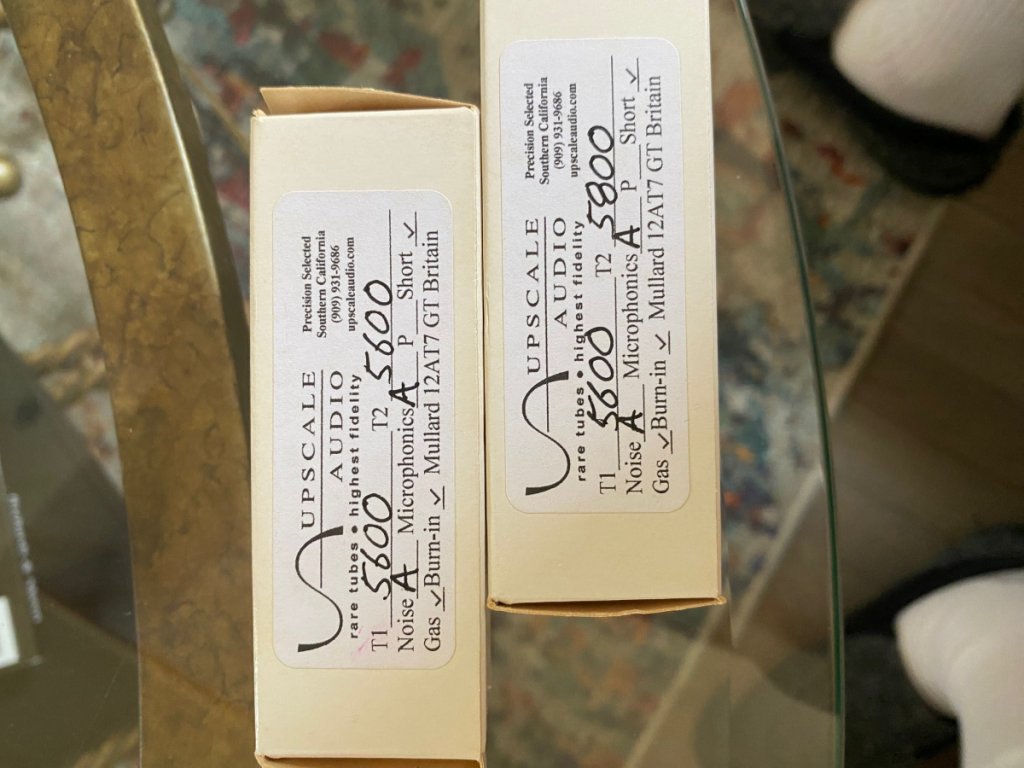 UPSCALE
AUDIO
rare tubes • highest fidelity
Precision Selected
Southern California
(909) 931-9686
upscaleaudio.com
T1 5600 T2 5600
Noise A Microphonics A P Short ✓
Gas ✓ Burn-in ✓ Mullard 12AT7 GT Britain
UPSCALE
AUDIO
rare tubes • highest fidelity
Precision Selected
Southern California
(909) 931-9686
upscaleaudio.com
T1 5600 T2 5800
Noise A Microphonics A P Short ✓
Gas ✓ Burn-in ✓ Mullard 12AT7 GT Britain